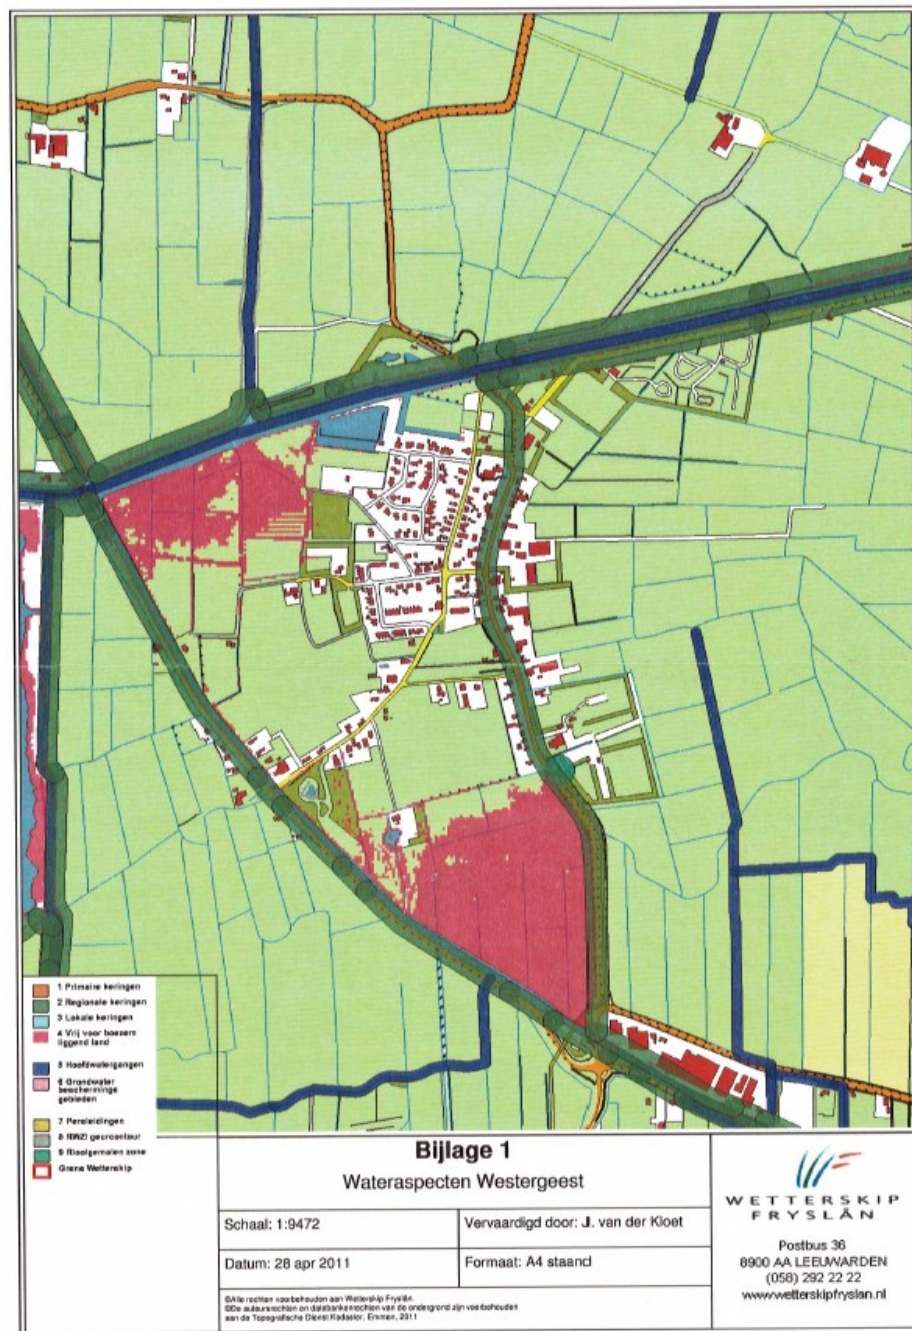 1 Primaire keringen
2 Regionale keringen
3 Lokale keringen
4 Vrij voor boezem
liggend land
5 Hoofdwatergangen
6 Grondwater
beschermings
gebieden
7 Persleidingen
8 RWZI geurcontour
9 Rioolgemalen zone
Grens Wetterskip
Bijlage 1
Wateraspecten Westergeest
Schaal: 1:9472
Vervaardigd door: J. van der Kloet
Datum: 28 apr 2011
Formaat: A4 staand
©Alle rechten voorbehouden aan Wetterskip Fryslân.
©De auteursrechten en databankenrechten van de ondergrond zijn voorbehouden
aan de Topografische Dienst Kadaster, Emmen, 2011
WETTERSKIP
FRYSLÂN
Postbus 36
8900 AA LEEUWARDEN
(058) 292 22 22
www.wetterskipfryslan.nl